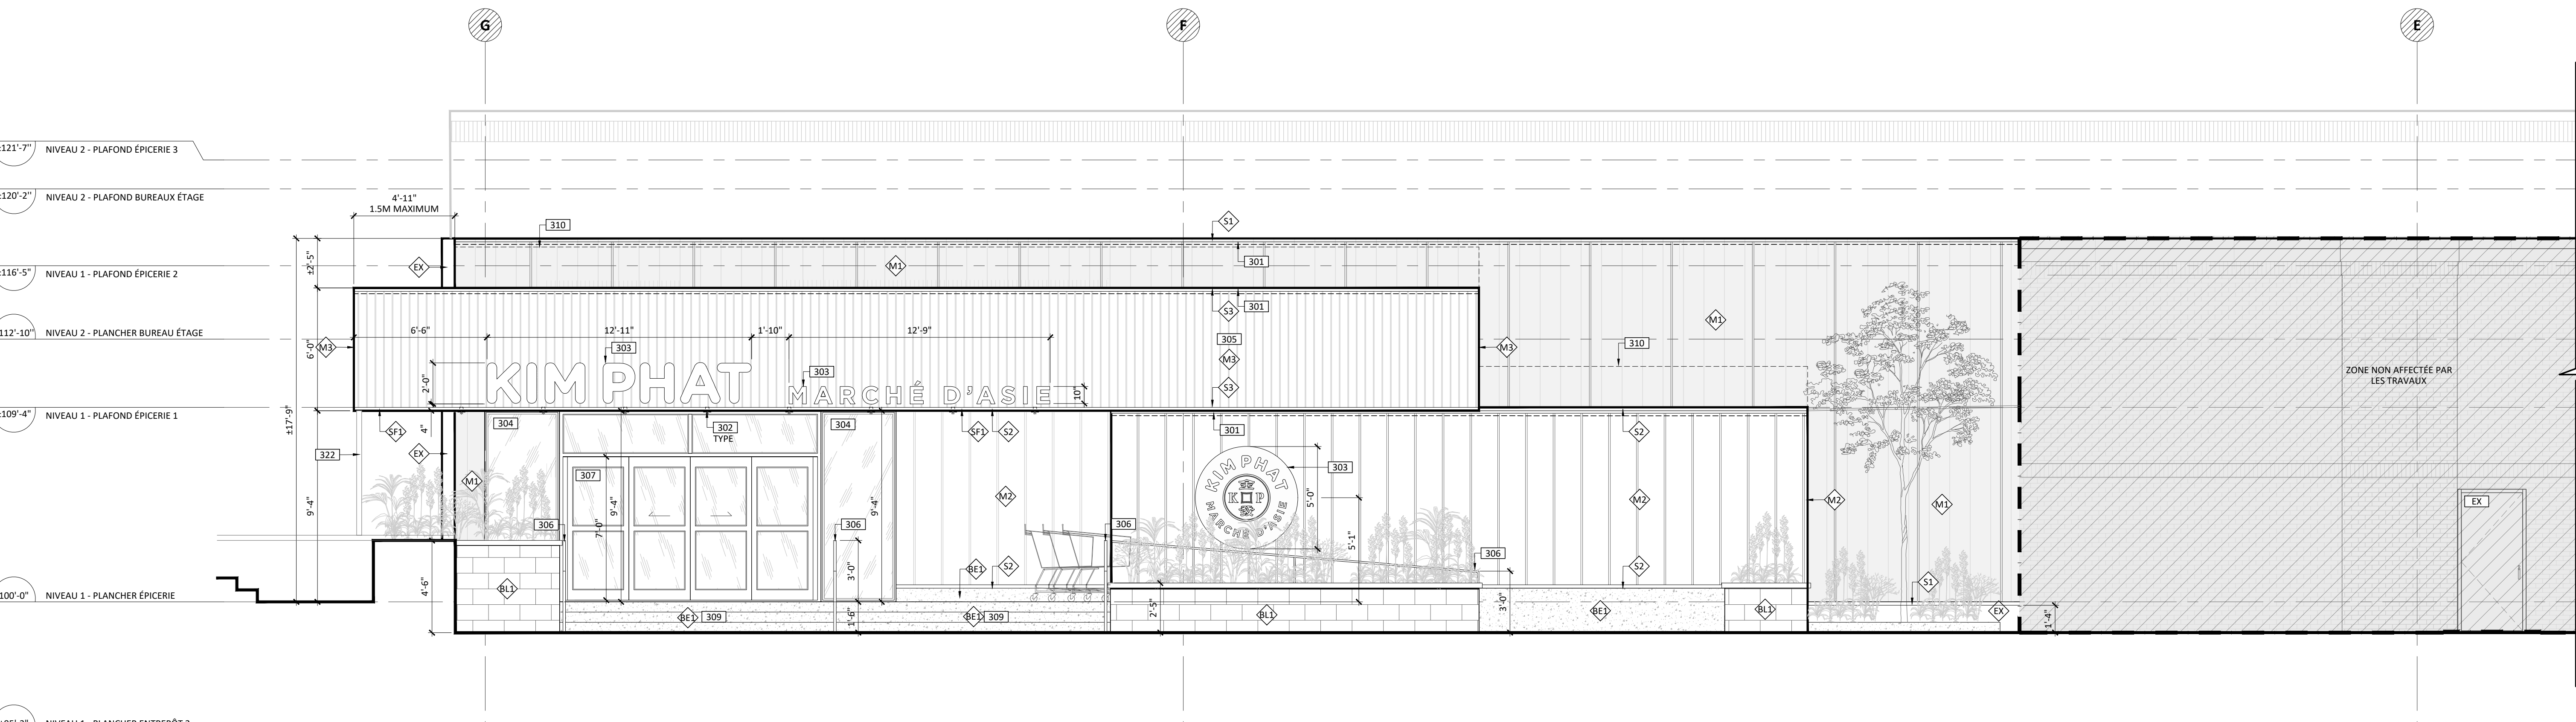 G
F
E
±121'-7" NIVEAU 2 - PLAFOND ÉPICERIE 3
±120'-2" NIVEAU 2 - PLAFOND BUREAUX ÉTAGE
4'-11"
1.5M MAXIMUM
310
S1
±2'-5"
±116'-5" NIVEAU 1 - PLAFOND ÉPICERIE 2
EX
M1
301
S3
301
6'-6"
12'-11"
1'-10"
12'-9"
M1
112'-10" NIVEAU 2 - PLANCHER BUREAU ÉTAGE
M3
6'-0"
303
305
M3
M3
310
2'-0"
KIM PHAT
303
MARCHÉ D'ASIE
10"
S3
ZONE NON AFFECTÉE PAR
LES TRAVAUX
±109'-4" NIVEAU 1 - PLAFOND ÉPICERIE 1
±17'-9"
SF1
4"
304
302
TYPE
304
SF1
S2
301
S2
322
EX
M1
307
9'-4"
9'-4"
7'-0"
9'-4"
M2
KIM PHAT
K P
MARCHÉ D'ASIE
303
5'-0"
5'-1"
M2
M2
M1
EX
306
306
306
306
4'-6"
BL1
3'-0"
BE1
S2
S2
S1
100'-0" NIVEAU 1 - PLANCHER ÉPICERIE
BE1
309
1'-6"
BE1
309
2'-5"
BL1
3'-0"
BE1
BL1
EX
1'-4"
NIVEAU 1 - PLANCHER ENTREPÔT 2